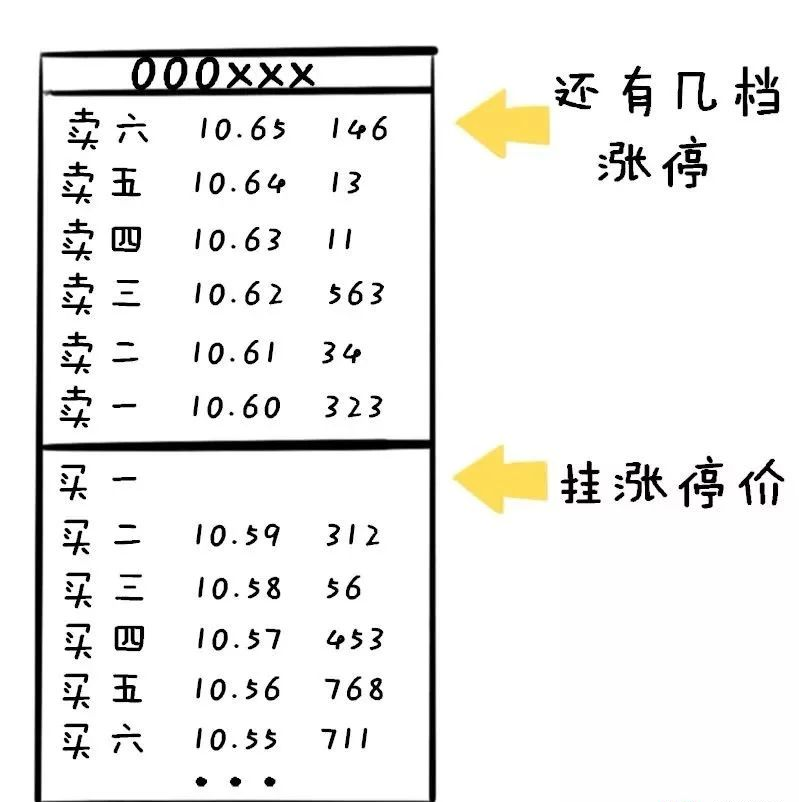 000xxx
卖六 10.65 146
卖五 10.64 13
卖四 10.63 11
卖三 10.62 563
卖二 10.61 34
卖一 10.60 323
买一
买二 10.59 312
买三 10.58 56
买四 10.57 453
买五 10.56 768
买六 10.55 711
•••
还有几档
涨停
挂涨停价